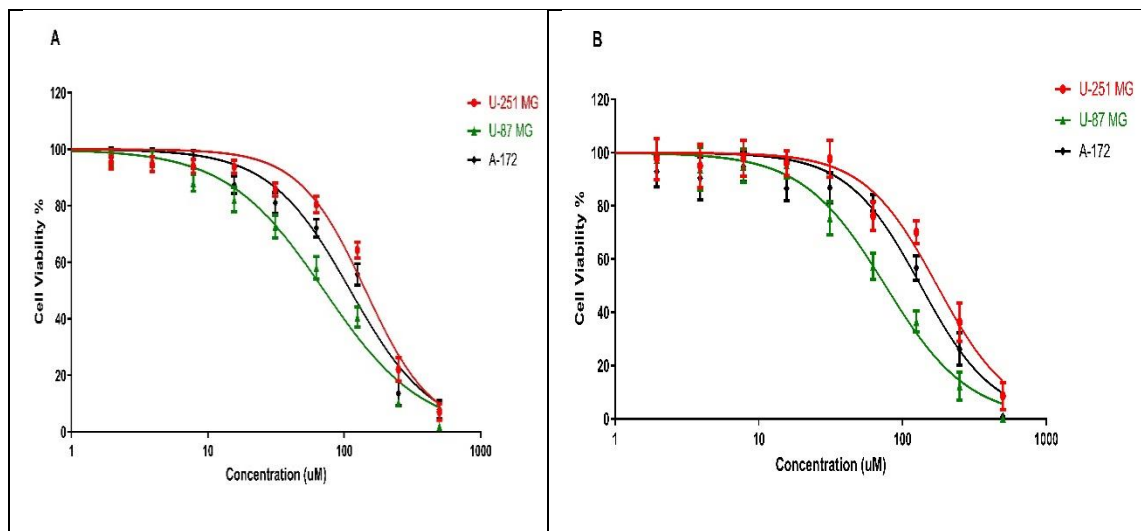 A
120
100
80
60
40
20
0
Cell Viability %
1
10
100
1000
Concentration (uM)
U-251 MG
U-87 MG
A-172
B
120
100
80
60
40
20
0
Cell Viability %
1
10
100
1000
Concentration (uM)
U-251 MG
U-87 MG
A-172